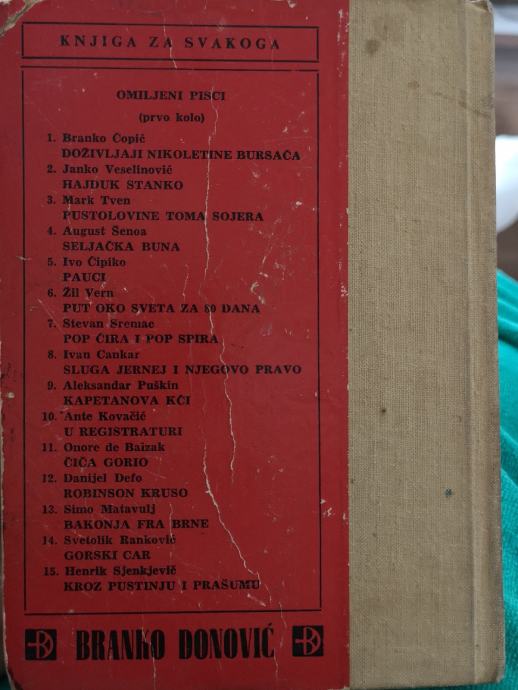 KNJIGA ZA SVAKOGA
OMILJENI PISCI
(prvo kolo)
1. Branko Ćopić
DOŽIVLJAJI NIKOLETINE BURSAĆA
2. Janko Veselinović
HAJDUK STANKO
3. Mark Tven
PUSTOLOVINE TOMA SOJERA
4. August Šenoa
SELJAČKA BUNA
5. Ivo Ćipiko
PAUCI
6. Žil Vern
PUT OKO SVETA ZA 80 DANA
7. Stevan Sremac
POP ĆIRA I POP SPIRA
8. Ivan Cankar
SLUGA JERNEJ I NJEGOVO PRAVO
9. Aleksandar Puškin
KAPETANOVA KĆI
10. Ante Kovačić
U REGISTRATURI
11. Onore de Balzak
ČIČA GORIO
12. Danijel Defo
ROBINSON KRUSO
13. Simo Matavulj
BAKONJA FRA BRNE
14. Svetolik Ranković
GORSKI CAR
15. Henrik Sjenkjevič
KROZ PUSTINJU I PRAŠUMU
BRANKO DONOVIĆ